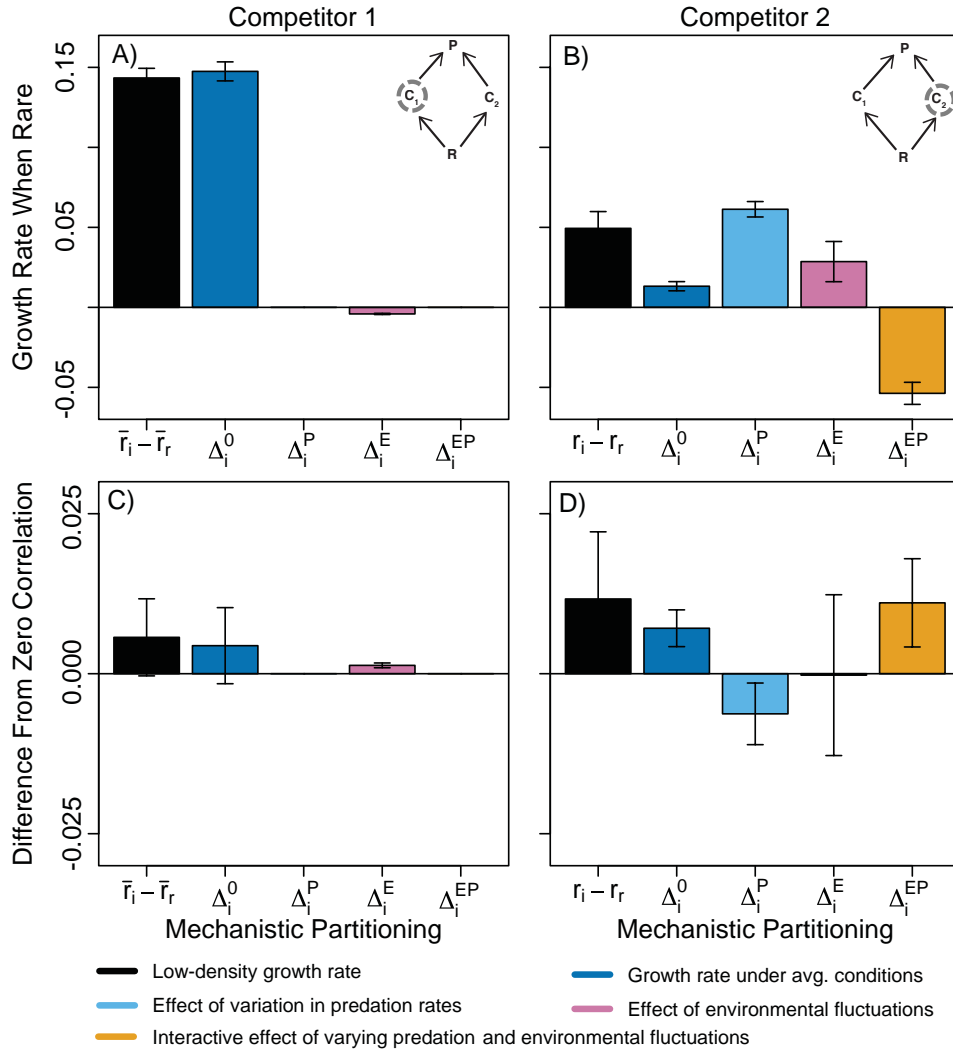 Competitor 1
Competitor 2
Growth Rate When Rare
0.15
0.05
-0.05
A)
P
C₁
C₂
R
r̄ᵢ – r̄ᵣ
Δᵢ⁰
Δᵢᴾ
Δᵢᴱ
Δᵢᴱᴾ
B)
P
C₁
C₂
R
rᵢ – rᵣ
Δᵢ⁰
Δᵢᴾ
Δᵢᴱ
Δᵢᴱᴾ
Difference From Zero Correlation
0.025
0.000
-0.025
C)
r̄ᵢ – r̄ᵣ
Δᵢ⁰
Δᵢᴾ
Δᵢᴱ
Δᵢᴱᴾ
Mechanistic Partitioning
D)
rᵢ – rᵣ
Δᵢ⁰
Δᵢᴾ
Δᵢᴱ
Δᵢᴱᴾ
Mechanistic Partitioning
Low-density growth rate
Growth rate under avg. conditions
Effect of variation in predation rates
Effect of environmental fluctuations
Interactive effect of varying predation and environmental fluctuations